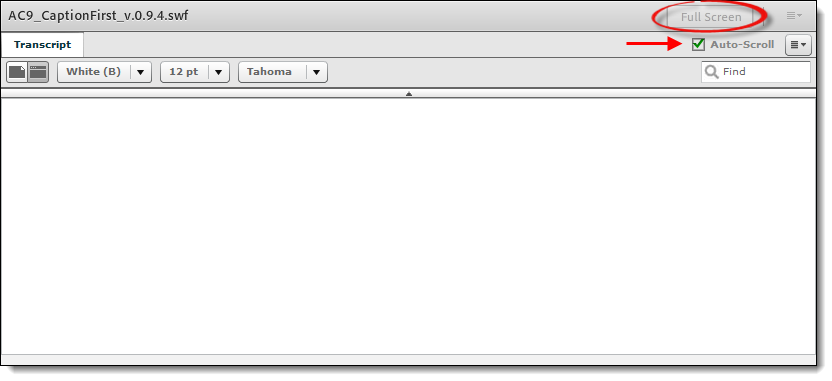 AC9_CaptionFirst_v.0.9.4.swf Full Screen
Transcript Auto-Scroll
White (B) 12 pt Tahoma Find